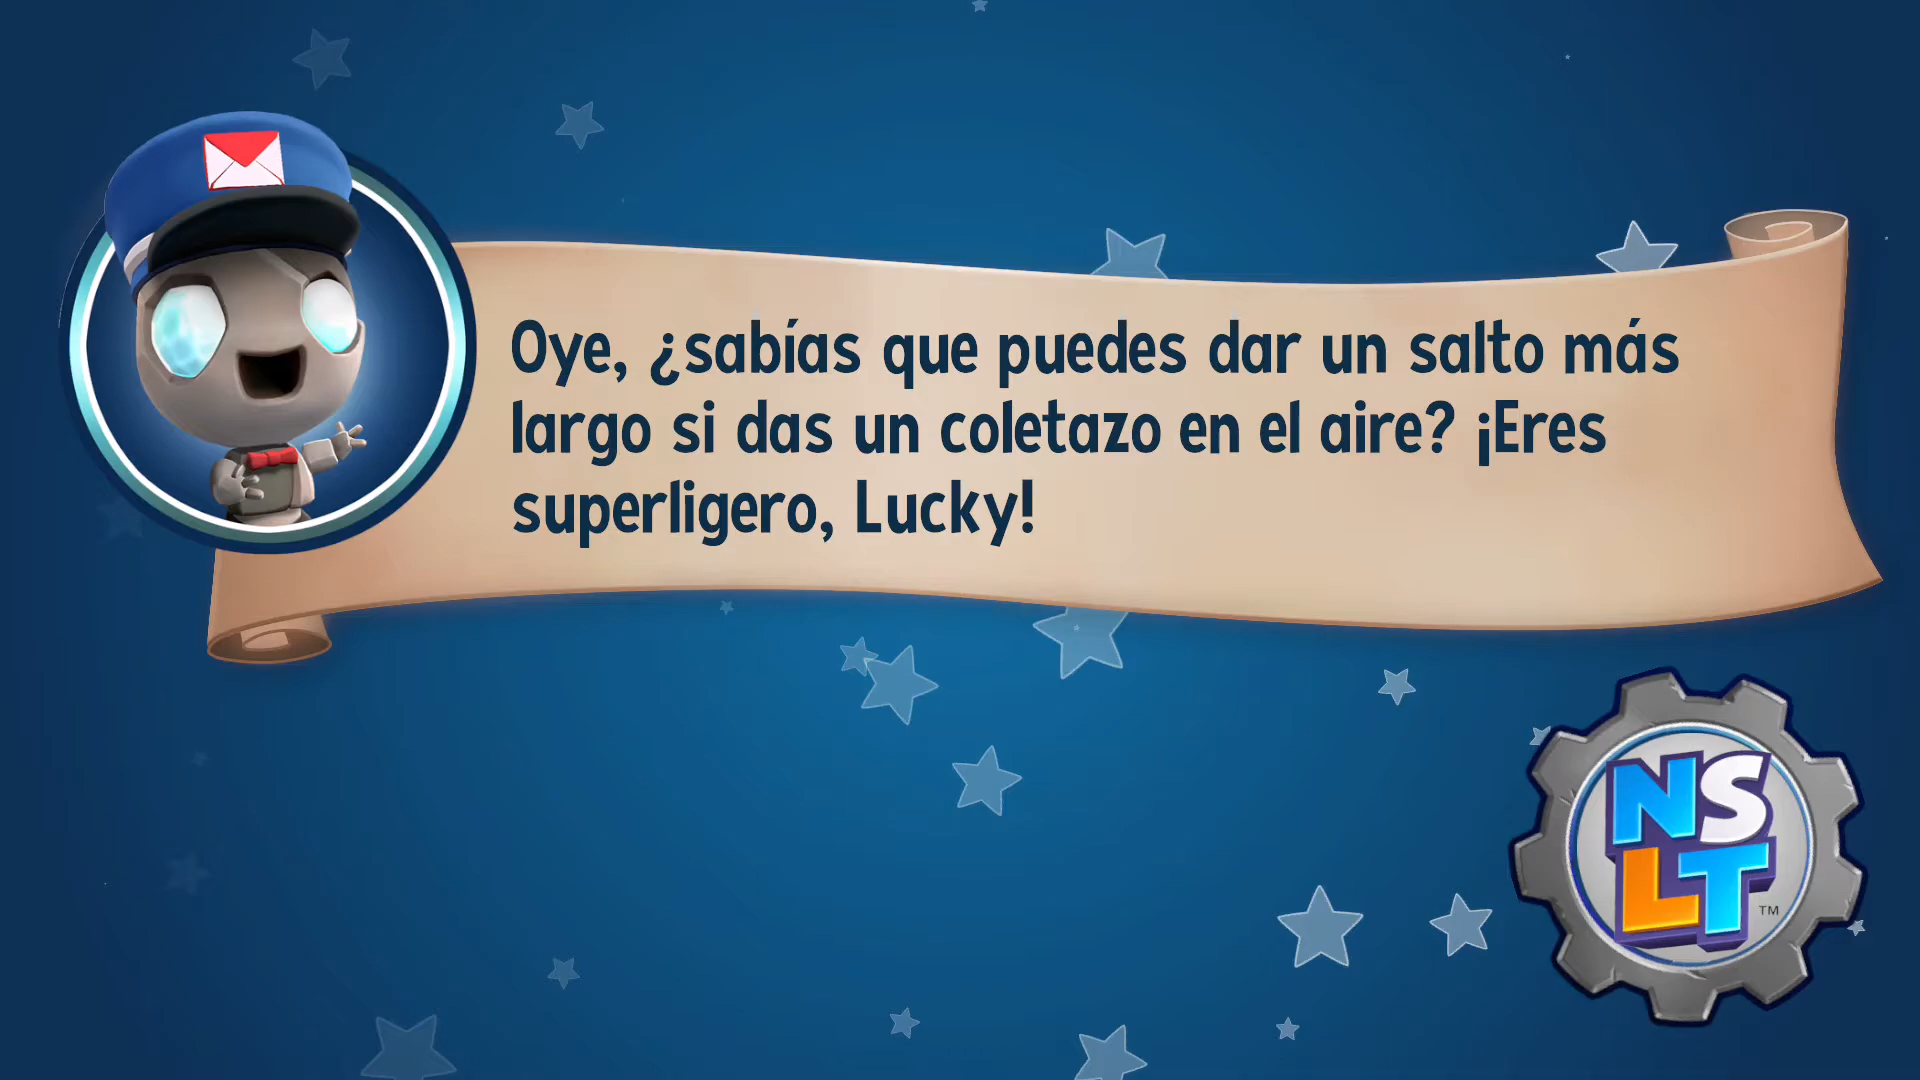 Oye, ¿sabías que puedes dar un salto más
largo si das un coletazo en el aire? ¡Eres
superligero, Lucky!
NS
LT
TM